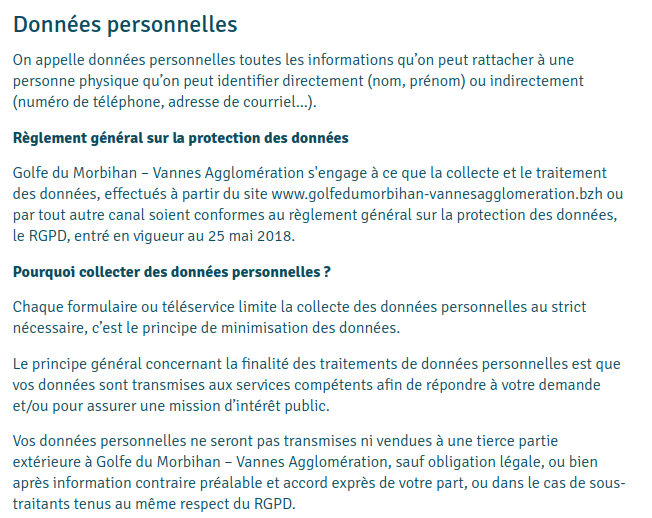 Données personnelles
On appelle données personnelles toutes les informations qu’on peut rattacher à une
personne physique qu’on peut identifier directement (nom, prénom) ou indirectement
(numéro de téléphone, adresse de courriel...).
Règlement général sur la protection des données
Golfe du Morbihan – Vannes Agglomération s'engage à ce que la collecte et le traitement
des données, effectués à partir du site www.golfedumorbihan-vannesagglomeration.bzh ou
par tout autre canal soient conformes au règlement général sur la protection des données,
le RGPD, entré en vigueur au 25 mai 2018.
Pourquoi collecter des données personnelles ?
Chaque formulaire ou téléservice limite la collecte des données personnelles au strict
nécessaire, c’est le principe de minimisation des données.
Le principe général concernant la finalité des traitements de données personnelles est que
vos données sont transmises aux services compétents afin de répondre à votre demande
et/ou pour assurer une mission d’intérêt public.
Vos données personnelles ne seront pas transmises ni vendues à une tierce partie
extérieure à Golfe du Morbihan – Vannes Agglomération, sauf obligation légale, ou bien
après information contraire préalable et accord exprès de votre part, ou dans le cas de sous-
traitants tenus au même respect du RGPD.